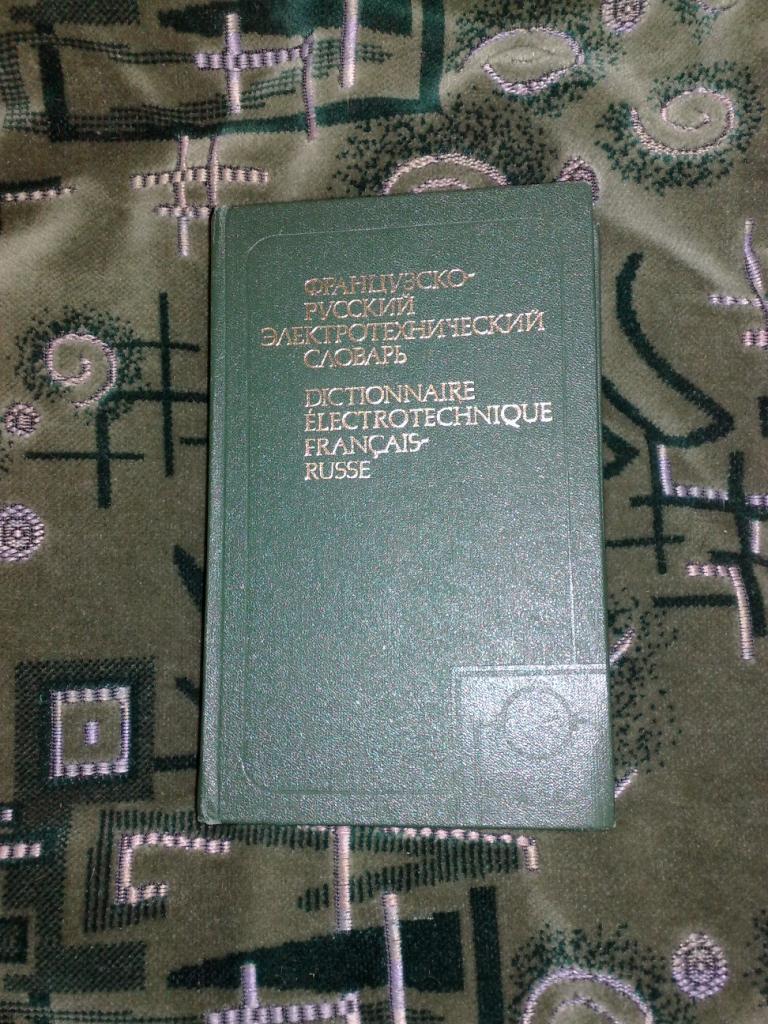 ФРАНЦУЗСКО-
РУССКИЙ
ЭЛЕКТРОТЕХНИЧЕСКИЙ
СЛОВАРЬ
DICTIONNAIRE
ÉLECTROTECHNIQUE
FRANÇAIS-
RUSSE